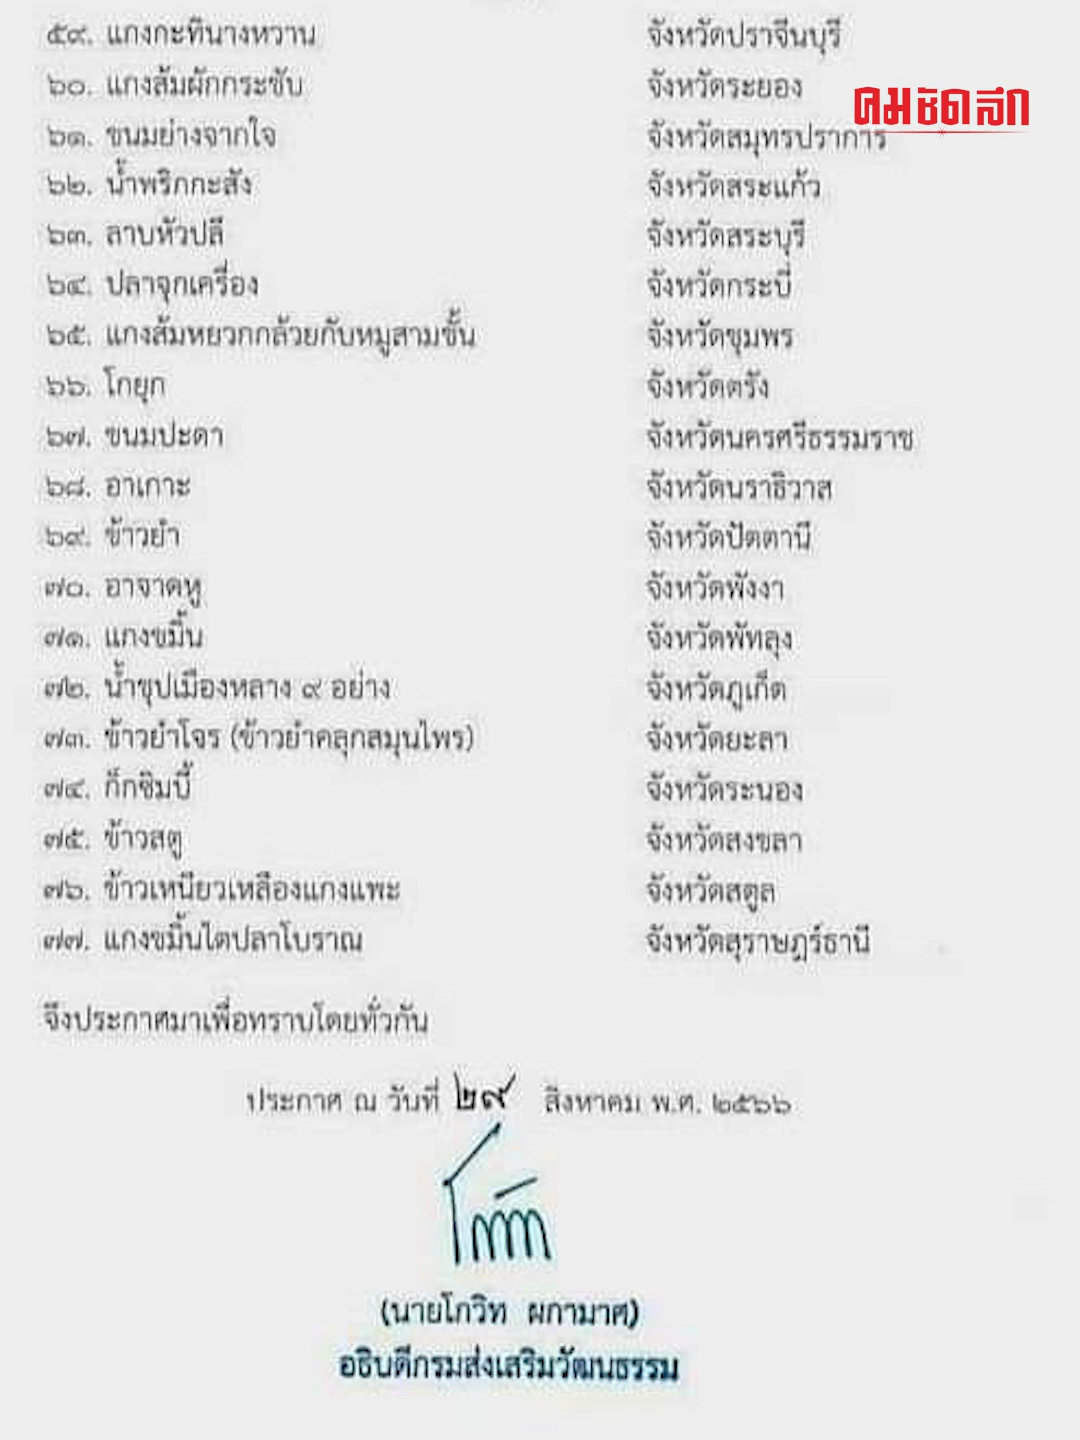 ๕๙. แกงกะทินางหวาน จังหวัดปราจีนบุรี
๖๐. แกงส้มผักกระชับ จังหวัดระยอง
คมชัดลึก
๖๑. ขนมย่างจากใจ จังหวัดสมุทรปราการ
๖๒. น้ำพริกกะสัง จังหวัดสระแก้ว
๖๓. ลาบหัวปลี จังหวัดสระบุรี
๖๔. ปลาจุกเครื่อง จังหวัดกระบี่
๖๕. แกงส้มหยวกกล้วยกับหมูสามชั้น จังหวัดชุมพร
๖๖. โกยุก จังหวัดตรัง
๖๗. ขนมปะดา จังหวัดนครศรีธรรมราช
๖๘. อาเกาะ จังหวัดนราธิวาส
๖๙. ข้าวยำ จังหวัดปัตตานี
๗๐. อาจาดหู จังหวัดพังงา
๗๑. แกงขมิ้น จังหวัดพัทลุง
๗๒. น้ำชุปเมืองหลาง ๙ อย่าง จังหวัดภูเก็ต
๗๓. ข้าวยำโจร (ข้าวยำคลุกสมุนไพร) จังหวัดยะลา
๗๔. ก็กซิมบี้ จังหวัดระนอง
๗๕. ข้าวสตู จังหวัดสงขลา
๗๖. ข้าวเหนียวเหลืองแกงแพะ จังหวัดสตูล
๗๗. แกงขมิ้นไตปลาโบราณ จังหวัดสุราษฎร์ธานี
จึงประกาศมาเพื่อทราบโดยทั่วกัน
ประกาศ ณ วันที่ ๒๙ สิงหาคม พ.ศ. ๒๕๖๖
(นายโกวิท ผกามาศ)
อธิบดีกรมส่งเสริมวัฒนธรรม